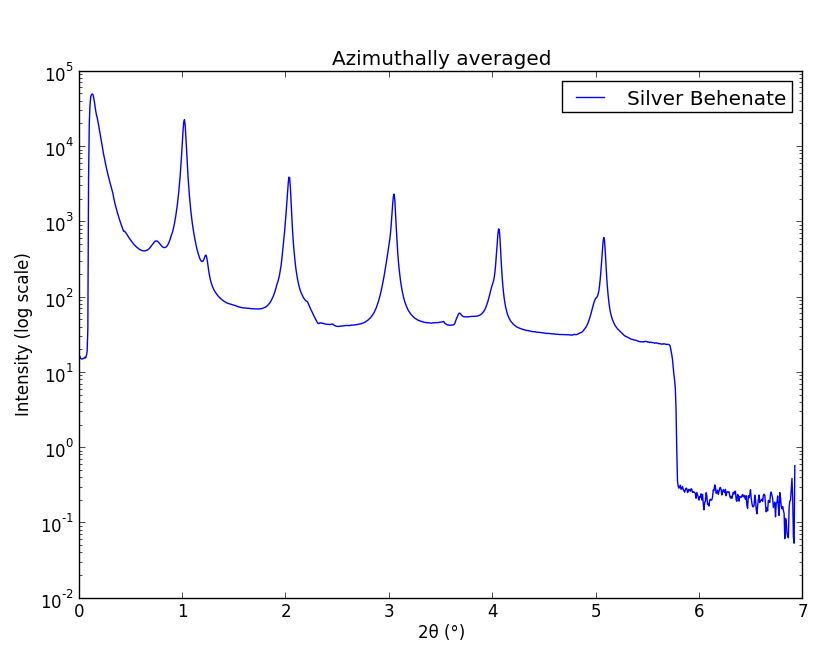 Azimuthally averaged
Silver Behenate
Intensity (log scale)
10^5
10^4
10^3
10^2
10^1
10^0
10^-1
10^-2
0 1 2 3 4 5 6 7
2θ (°)